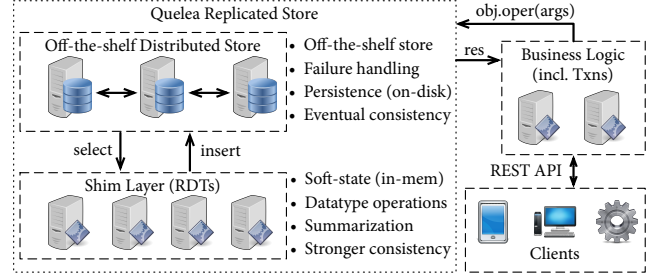 Quelea Replicated Store
Off-the-shelf Distributed Store
• Off-the-shelf store
• Failure handling
• Persistence (on-disk)
• Eventual consistency
select
insert
Shim Layer (RDTs)
• Soft-state (in-mem)
• Datatype operations
• Summarization
• Stronger consistency
obj.oper(args)
res
Business Logic
(incl. Txns)
REST API
Clients